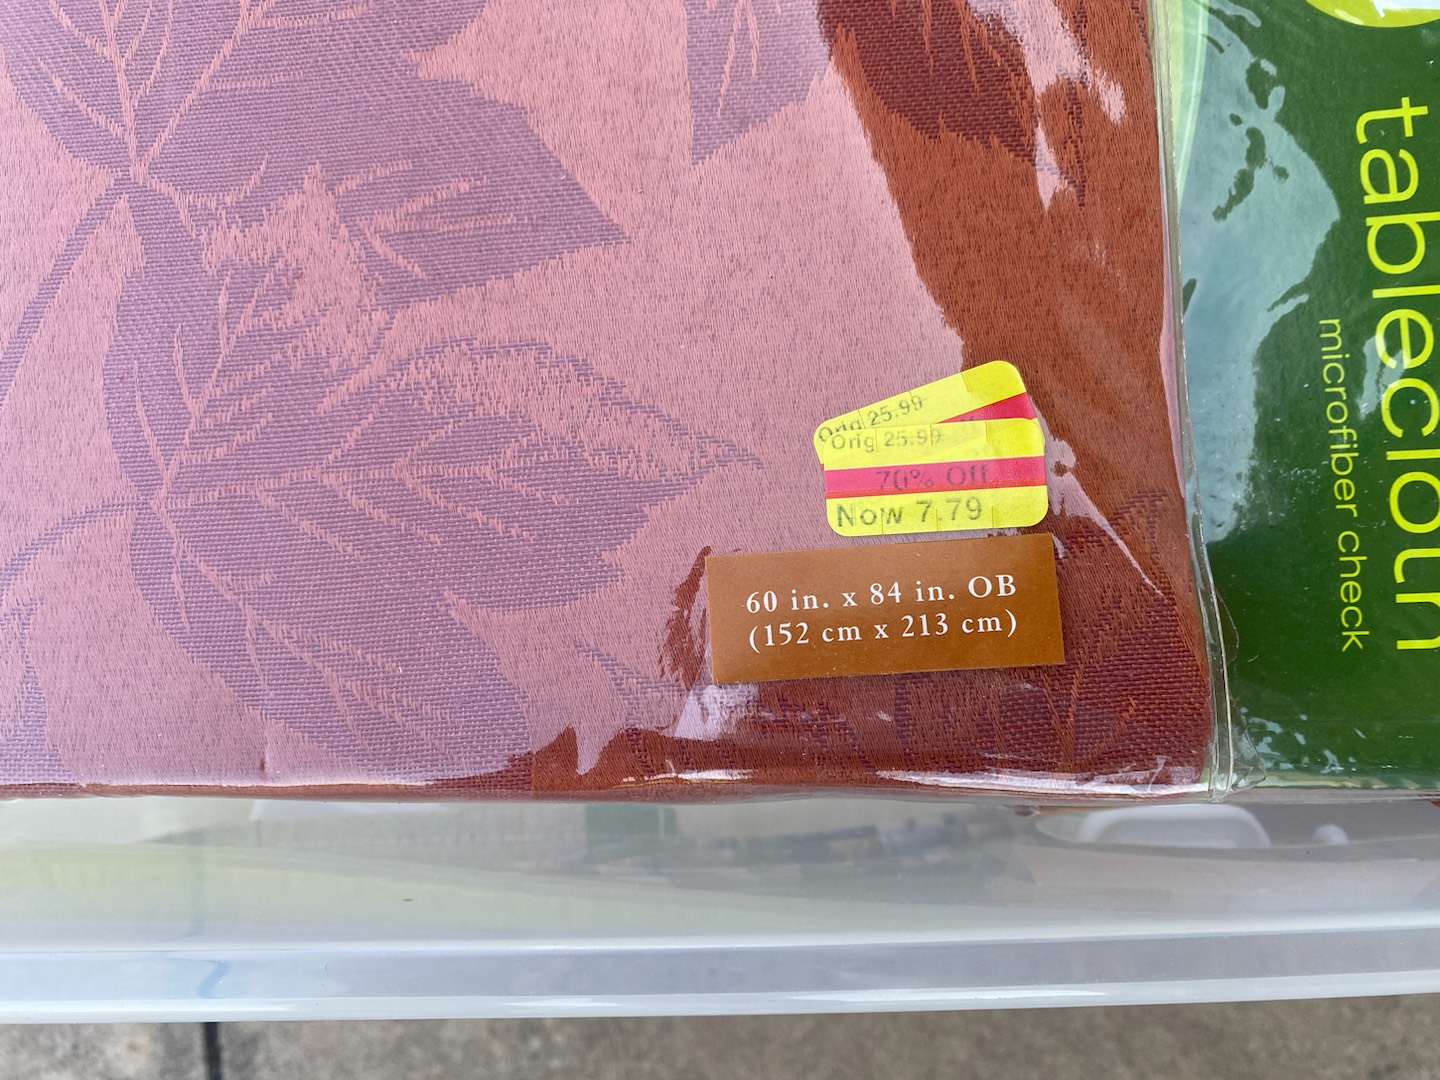 Orig 25.99
Orig 25.99
70% Off
Now 7.79
60 in. x 84 in. OB
(152 cm x 213 cm)
tablecloth
microfiber check